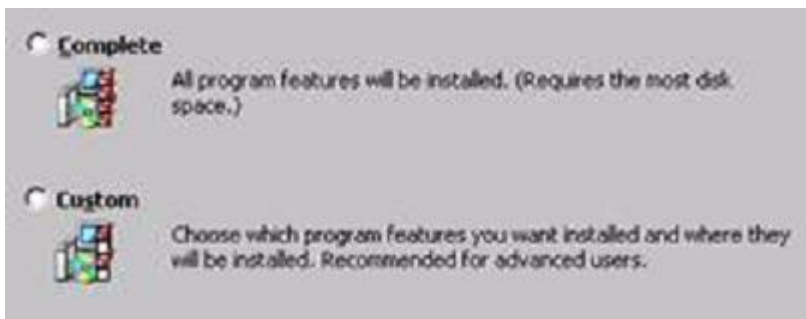 Complete
All program features will be installed. (Requires the most disk
space.)
Custom
Choose which program features you want installed and where they
will be installed. Recommended for advanced users.